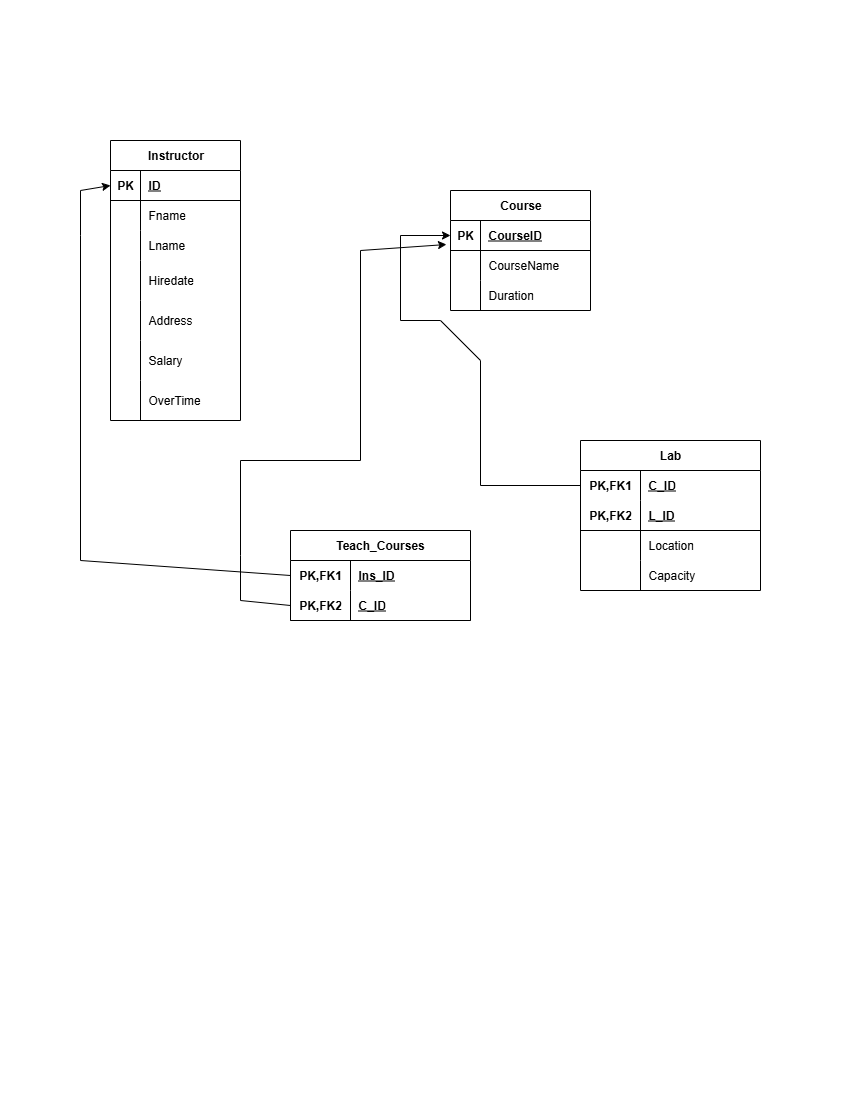 Instructor
PK ID
Fname
Lname
Hiredate
Address
Salary
OverTime
Course
PK CourseID
CourseName
Duration
Lab
PK,FK1 C_ID
PK,FK2 L_ID
Location
Capacity
Teach_Courses
PK,FK1 Ins_ID
PK,FK2 C_ID